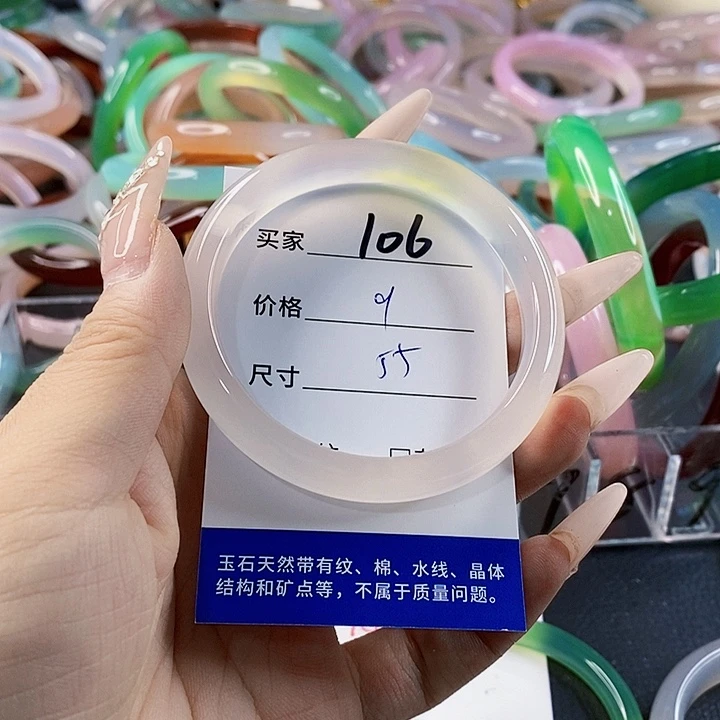 买家 106
价格 9
尺寸 55
玉石天然带有纹、棉、水线、晶体
结构和矿点等，不属于质量问题。